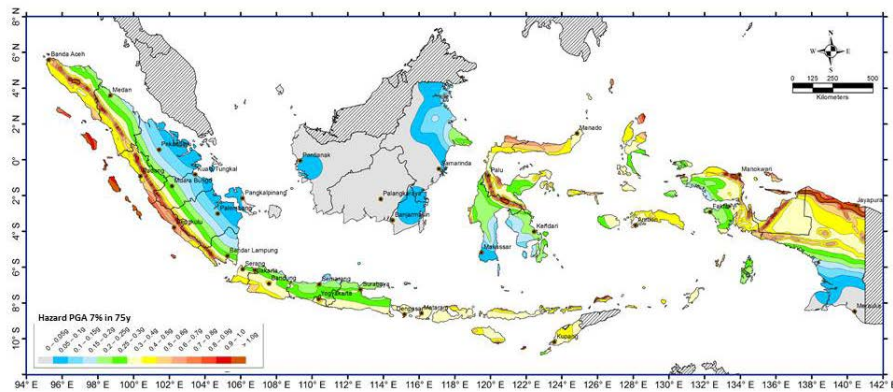 8° N
6° N
4° N
2° N
0°
2° S
4° S
6° S
8° S
10° S
94° E
96° E
98° E
100° E
102° E
104° E
106° E
108° E
110° E
112° E
114° E
116° E
118° E
120° E
122° E
124° E
126° E
128° E
130° E
132° E
134° E
136° E
138° E
140° E
142° E
N
W
E
S
0 125 250 500
Kilometers
Banda Aceh
Medan
Padang
Muara Bungo
Palembang
Pangkalpinang
Bengkulu
Bandar Lampung
Serang
Jakarta
Bandung
Semarang
Yogyakarta
Surabaya
Denpasar
Mataram
Kupang
Pontianak
Palangkaraya
Banjarmasin
Samarinda
Palu
Makassar
Kendari
Manado
Ambon
Manokwari
Jayapura
Merauke
Hazard PGA 7% in 75y
0 - 0.05g
0.05 - 0.1g
0.1 - 0.15g
0.15 - 0.2g
0.2 - 0.25g
0.25 - 0.3g
0.3 - 0.4g
0.4 - 0.5g
0.5 - 0.6g
0.6 - 0.7g
0.7 - 0.8g
0.8 - 0.9g
0.9 - 1.0
> 1.0g